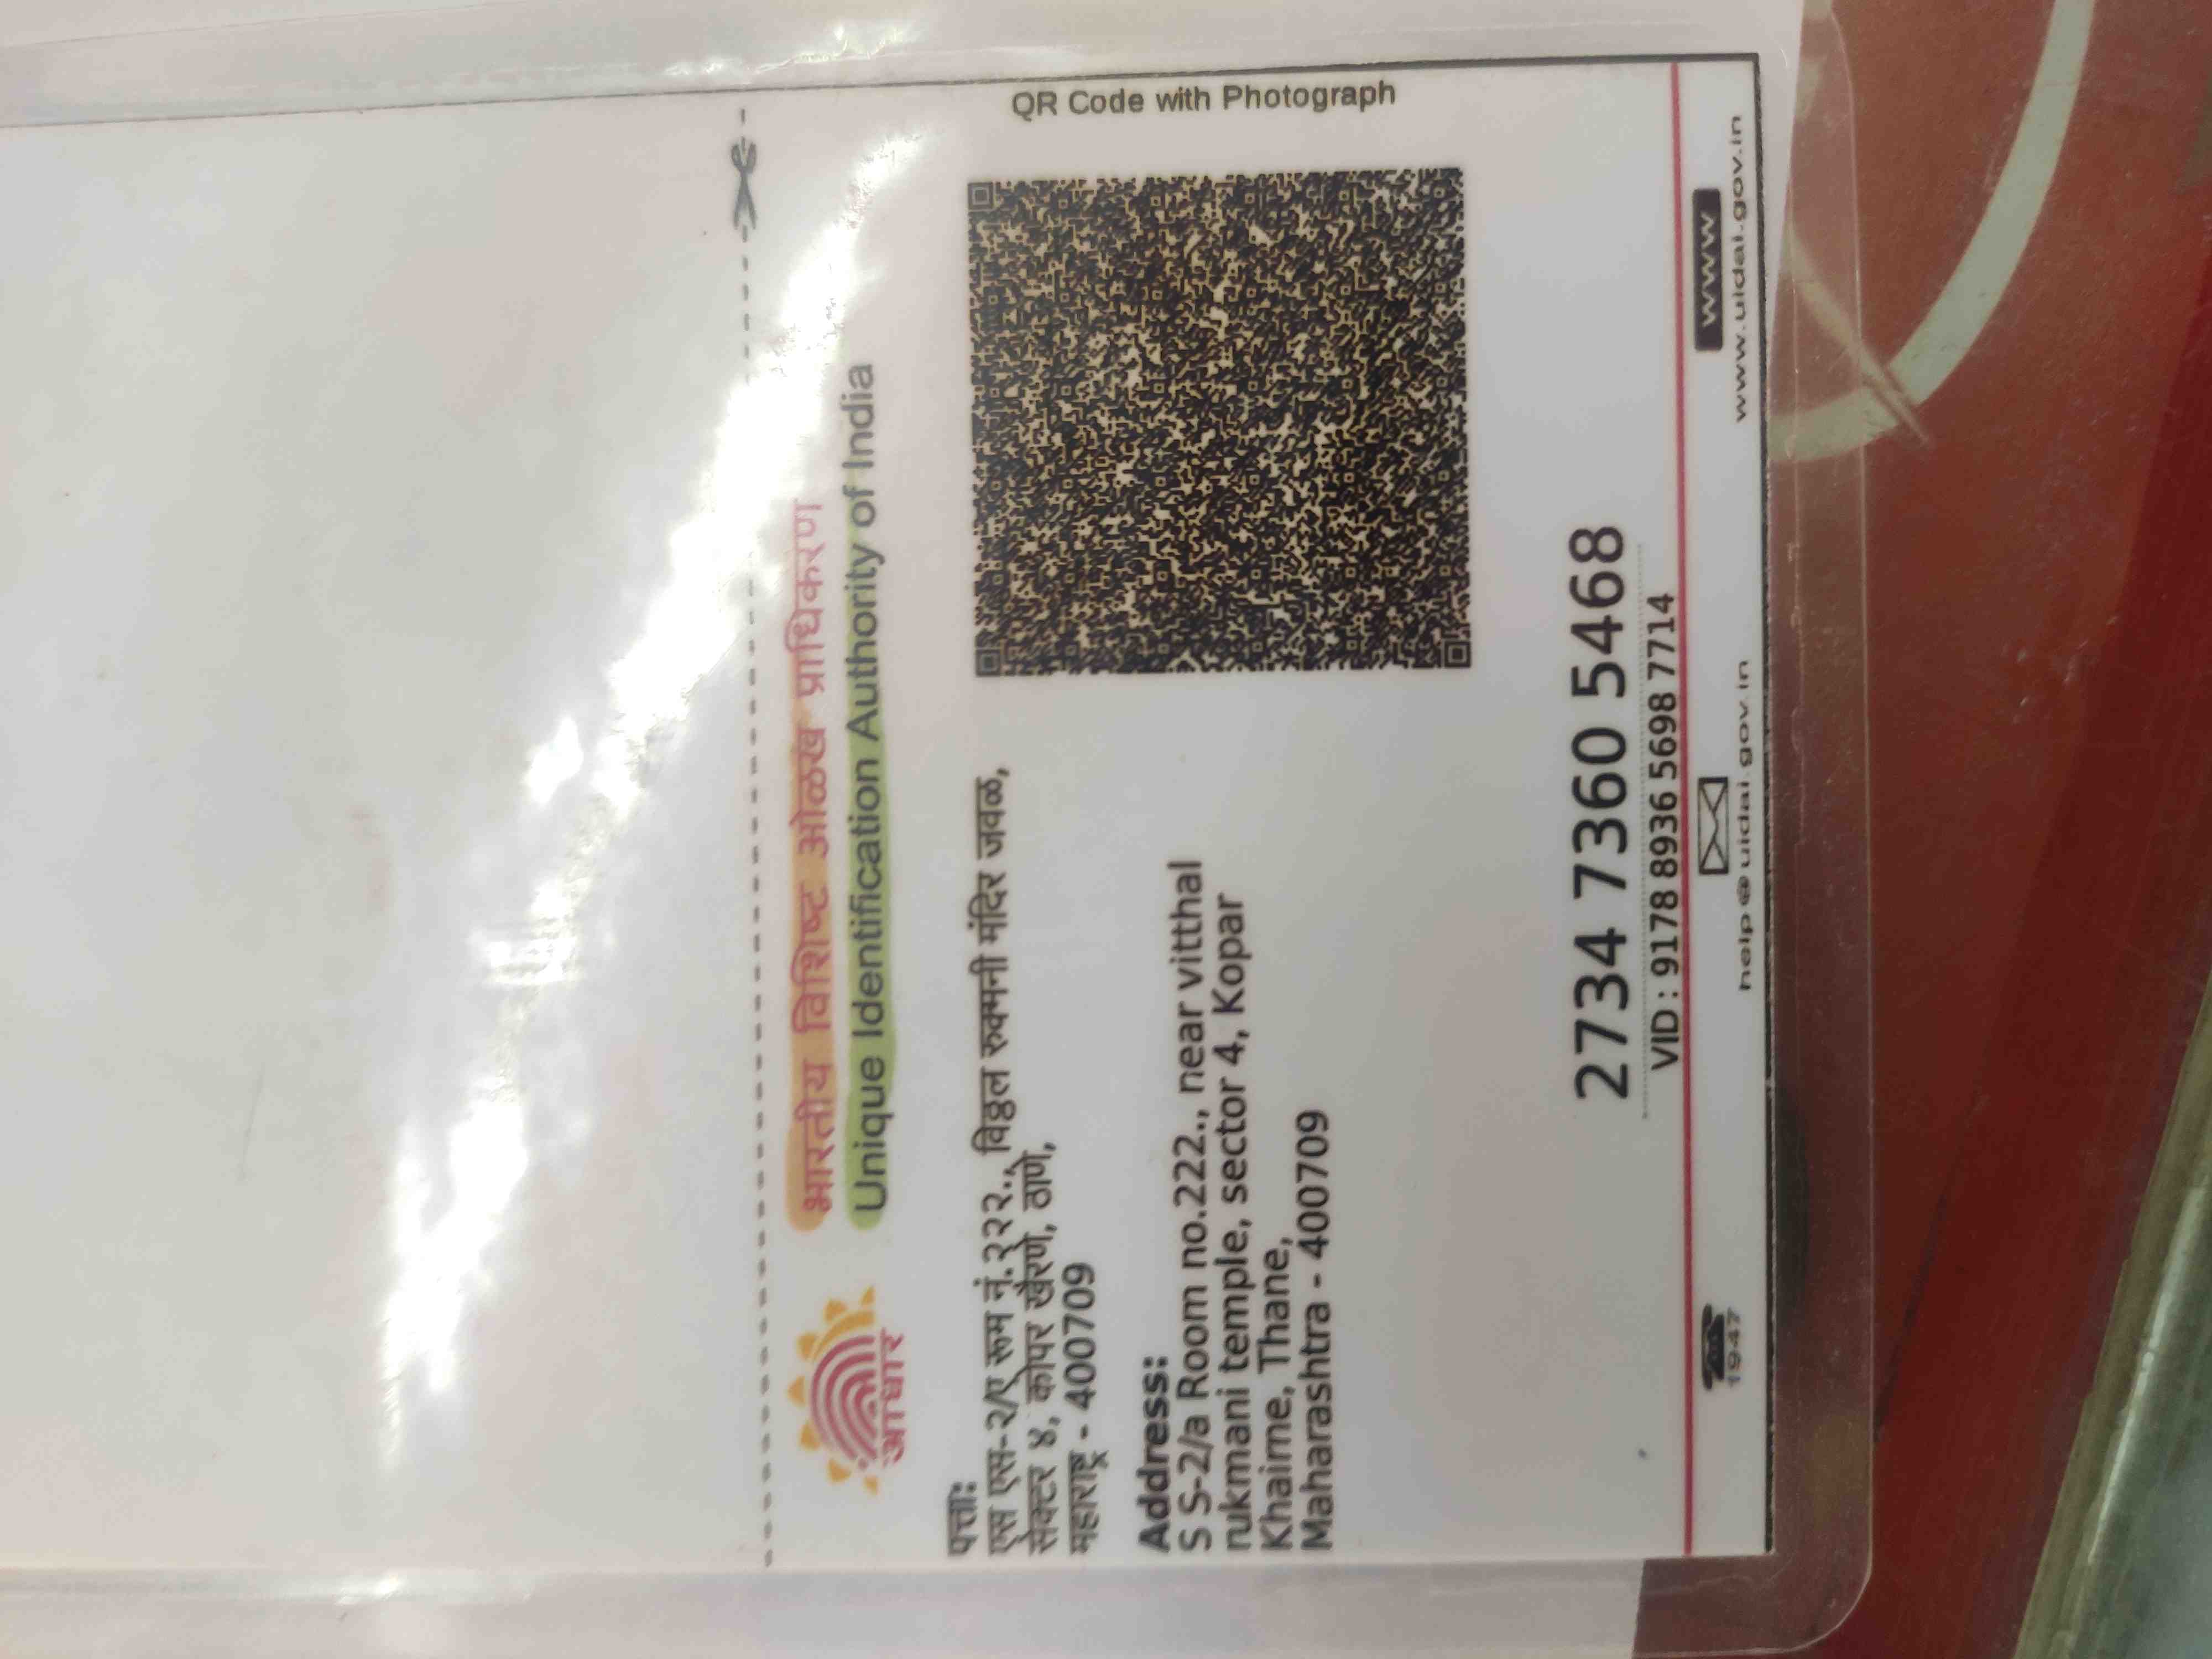 भारतीय विशिष्ट ओळख प्राधिकरण
Unique Identification Authority of India
आधार
पत्ता:
एस एस-२/ए रूम नं.२२२., विठ्ठल रुक्मनी मंदिर जवळ,
सेक्टर ४, कोपर खैरणे, ठाणे,
महाराष्ट्र - 400709
Address:
S S-2/a Room no.222., near vitthal
rukmani temple, sector 4, Kopar
Khairne, Thane,
Maharashtra - 400709
QR Code with Photograph
2734 7360 5468
VID : 9178 8936 5698 7714
1947
help@uidai.gov.in
www
www.uidai.gov.in